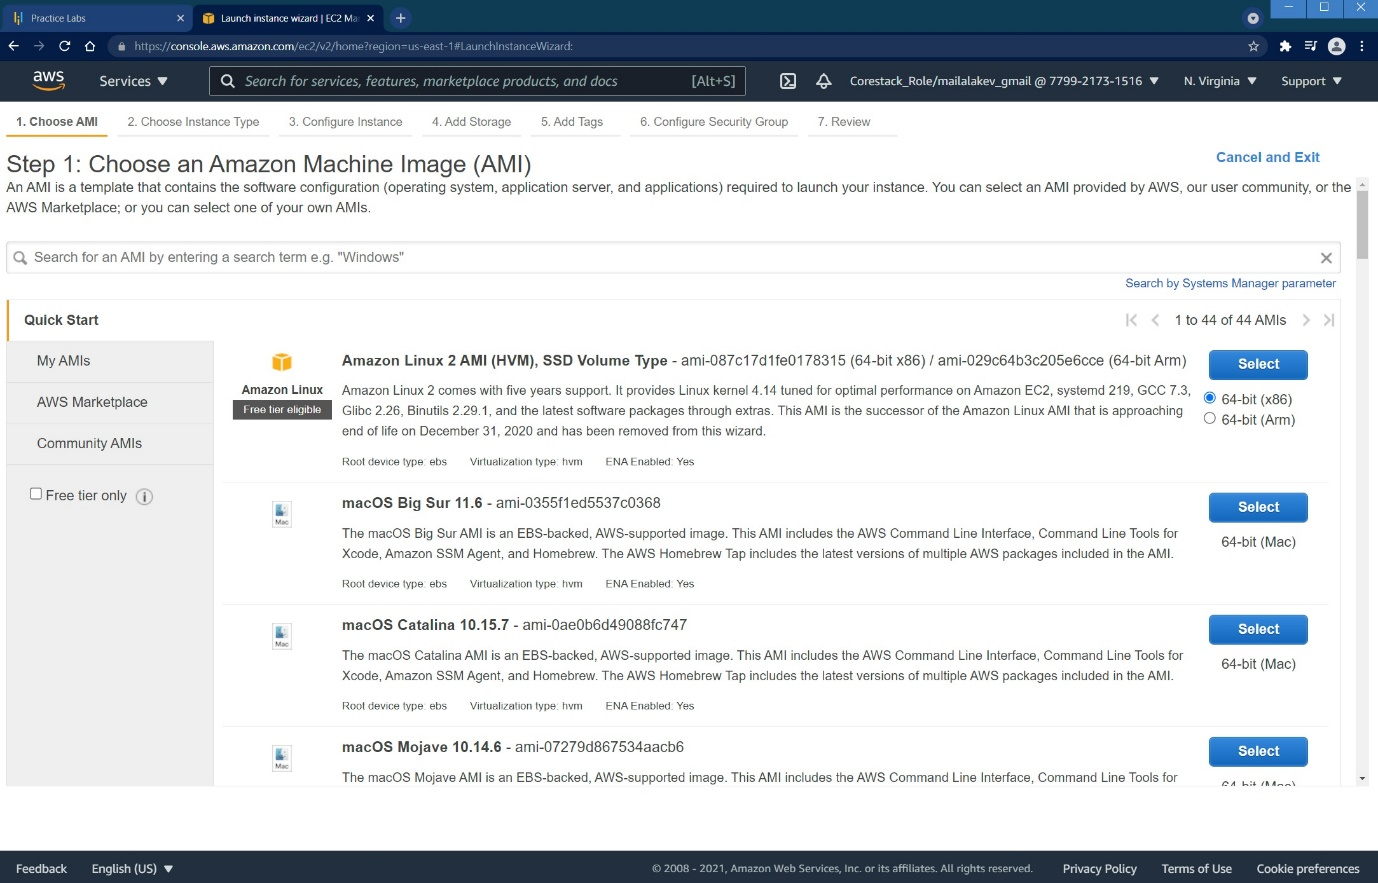 Practice Labs
Launch instance wizard | EC2 Ma
https://console.aws.amazon.com/ec2/v2/home?region=us-east-1#LaunchInstanceWizard:
aws
Services
Search for services, features, marketplace products, and docs
[Alt+S]
Corestack_Role/mailalakev_gmail @ 7799-2173-1516
N. Virginia
Support
1. Choose AMI
2. Choose Instance Type
3. Configure Instance
4. Add Storage
5. Add Tags
6. Configure Security Group
7. Review
Step 1: Choose an Amazon Machine Image (AMI)
Cancel and Exit
An AMI is a template that contains the software configuration (operating system, application server, and applications) required to launch your instance. You can select an AMI provided by AWS, our user community, or the
AWS Marketplace; or you can select one of your own AMIs.
Search for an AMI by entering a search term e.g. "Windows"
Search by Systems Manager parameter
Quick Start
1 to 44 of 44 AMIs
My AMIs
AWS Marketplace
Community AMIs
Free tier only
Amazon Linux
Free tier eligible
Amazon Linux 2 AMI (HVM), SSD Volume Type - ami-087c17d1fe0178315 (64-bit x86) / ami-029c64b3c205e6cce (64-bit Arm)
Amazon Linux 2 comes with five years support. It provides Linux kernel 4.14 tuned for optimal performance on Amazon EC2, systemd 219, GCC 7.3,
Glibc 2.26, Binutils 2.29.1, and the latest software packages through extras. This AMI is the successor of the Amazon Linux AMI that is approaching
end of life on December 31, 2020 and has been removed from this wizard.
Root device type: ebs
Virtualization type: hvm
ENA Enabled: Yes
Select
64-bit (x86)
64-bit (Arm)
Mac
macOS Big Sur 11.6 - ami-0355f1ed5537c0368
The macOS Big Sur AMI is an EBS-backed, AWS-supported image. This AMI includes the AWS Command Line Interface, Command Line Tools for
Xcode, Amazon SSM Agent, and Homebrew. The AWS Homebrew Tap includes the latest versions of multiple AWS packages included in the AMI.
Root device type: ebs
Virtualization type: hvm
ENA Enabled: Yes
Select
64-bit (Mac)
Mac
macOS Catalina 10.15.7 - ami-0ae0b6d49088fc747
The macOS Catalina AMI is an EBS-backed, AWS-supported image. This AMI includes the AWS Command Line Interface, Command Line Tools for
Xcode, Amazon SSM Agent, and Homebrew. The AWS Homebrew Tap includes the latest versions of multiple AWS packages included in the AMI.
Root device type: ebs
Virtualization type: hvm
ENA Enabled: Yes
Select
64-bit (Mac)
Mac
macOS Mojave 10.14.6 - ami-07279d867534aacb6
The macOS Mojave AMI is an EBS-backed, AWS-supported image. This AMI includes the AWS Command Line Interface, Command Line Tools for
Select
64-bit (Mac)
Feedback
English (US)
© 2008 - 2021, Amazon Web Services, Inc. or its affiliates. All rights reserved.
Privacy Policy
Terms of Use
Cookie preferences